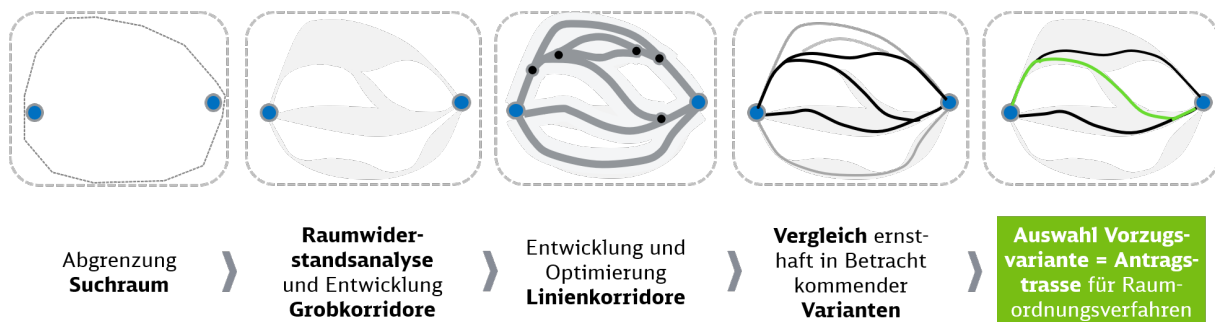 Abgrenzung
Suchraum
Raumwider-
standsanalyse
und Entwicklung
Grobkorridore
Entwicklung und
Optimierung
Linienkorridore
Vergleich ernst-
haft in Betracht
kommender
Varianten
Auswahl Vorzugs-
variante = Antrags-
trasse für Raum-
ordnungsverfahren